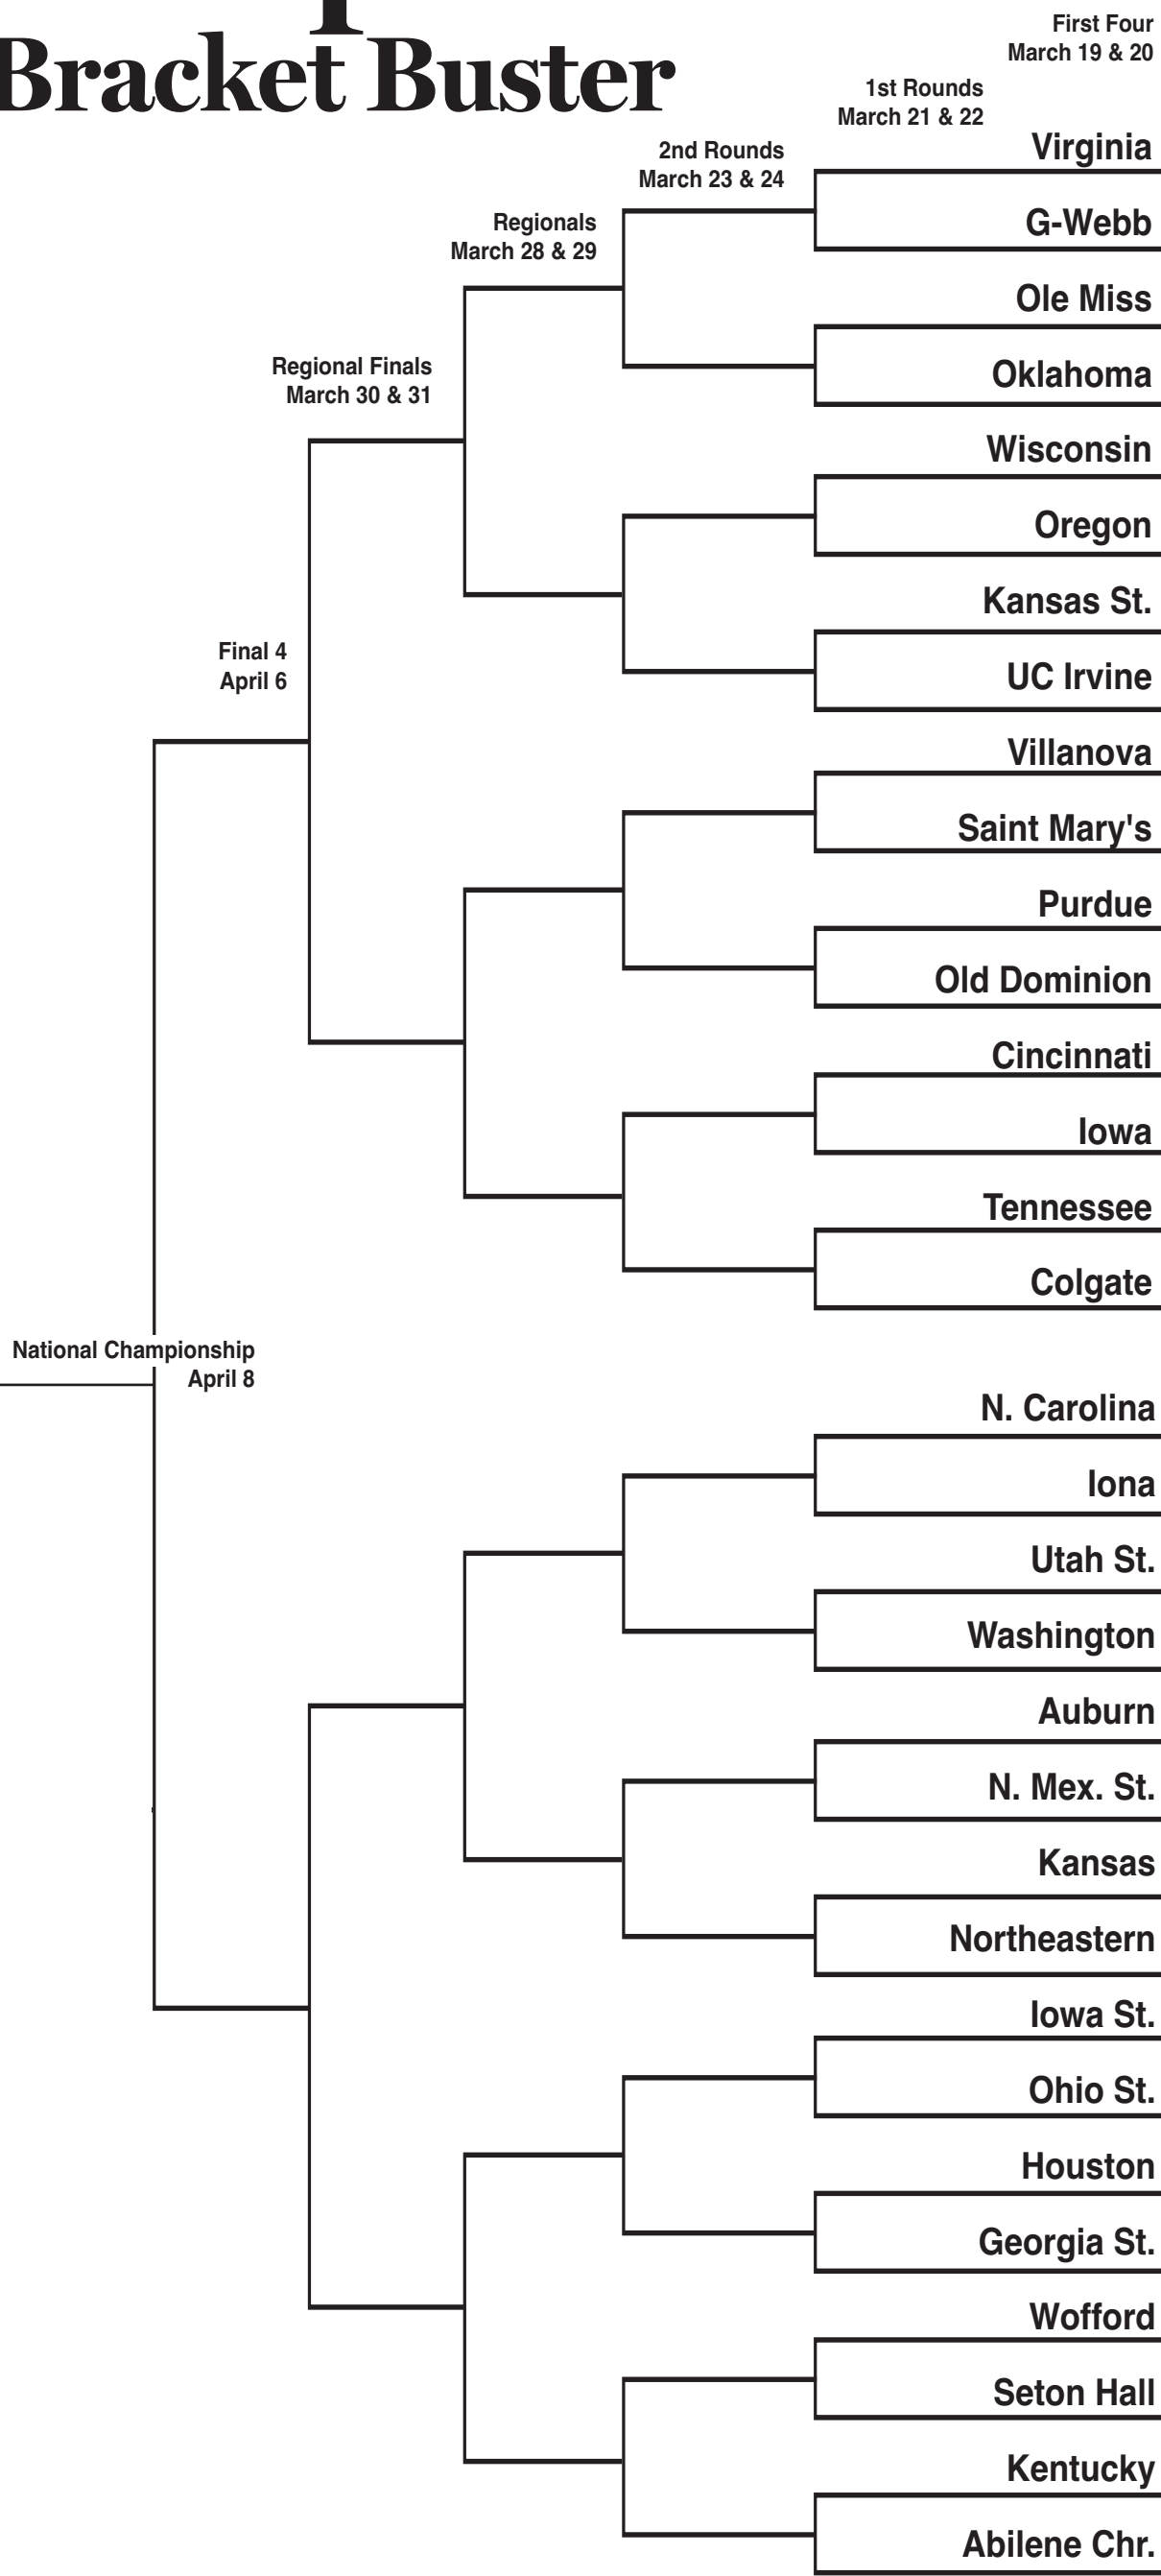 Bracket Buster
First Four
March 19 & 20
1st Rounds
March 21 & 22
2nd Rounds
March 23 & 24
Regionals
March 28 & 29
Regional Finals
March 30 & 31
Final 4
April 6
National Championship
April 8
Virginia
G-Webb
Ole Miss
Oklahoma
Wisconsin
Oregon
Kansas St.
UC Irvine
Villanova
Saint Mary's
Purdue
Old Dominion
Cincinnati
Iowa
Tennessee
Colgate
N. Carolina
Iona
Utah St.
Washington
Auburn
N. Mex. St.
Kansas
Northeastern
Iowa St.
Ohio St.
Houston
Georgia St.
Wofford
Seton Hall
Kentucky
Abilene Chr.